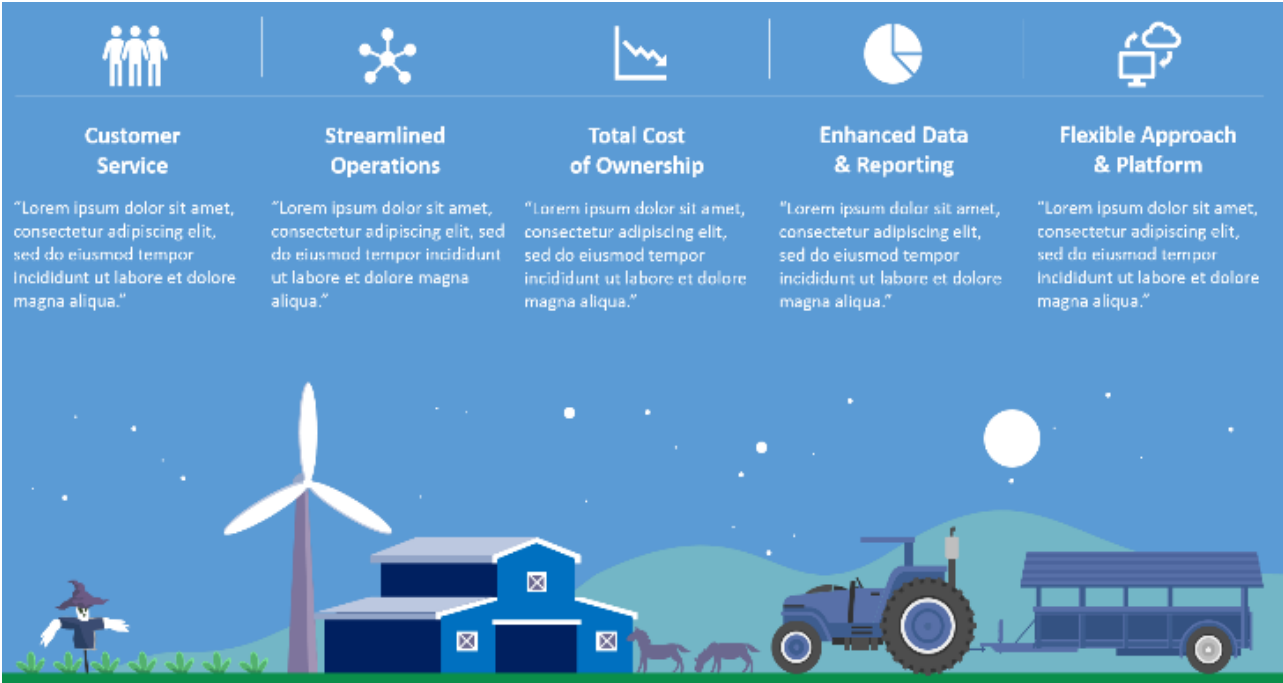 Customer
Service
“Lorem ipsum dolor sit amet,
consectetur adipiscing elit,
sed do eiusmod tempor
incididunt ut labore et dolore
magna aliqua.”
Streamlined
Operations
“Lorem ipsum dolor sit amet,
consectetur adipiscing elit, sed
do eiusmod tempor incididunt
ut labore et dolore magna
aliqua.”
Total Cost
of Ownership
“Lorem ipsum dolor sit amet,
consectetur adipiscing elit,
sed do eiusmod tempor
incididunt ut labore et dolore
magna aliqua.”
Enhanced Data
& Reporting
“Lorem ipsum dolor sit amet,
consectetur adipiscing elit,
sed do eiusmod tempor
incididunt ut labore et dolore
magna aliqua.”
Flexible Approach
& Platform
“Lorem ipsum dolor sit amet,
consectetur adipiscing elit,
sed do eiusmod tempor
incididunt ut labore et dolore
magna aliqua.”